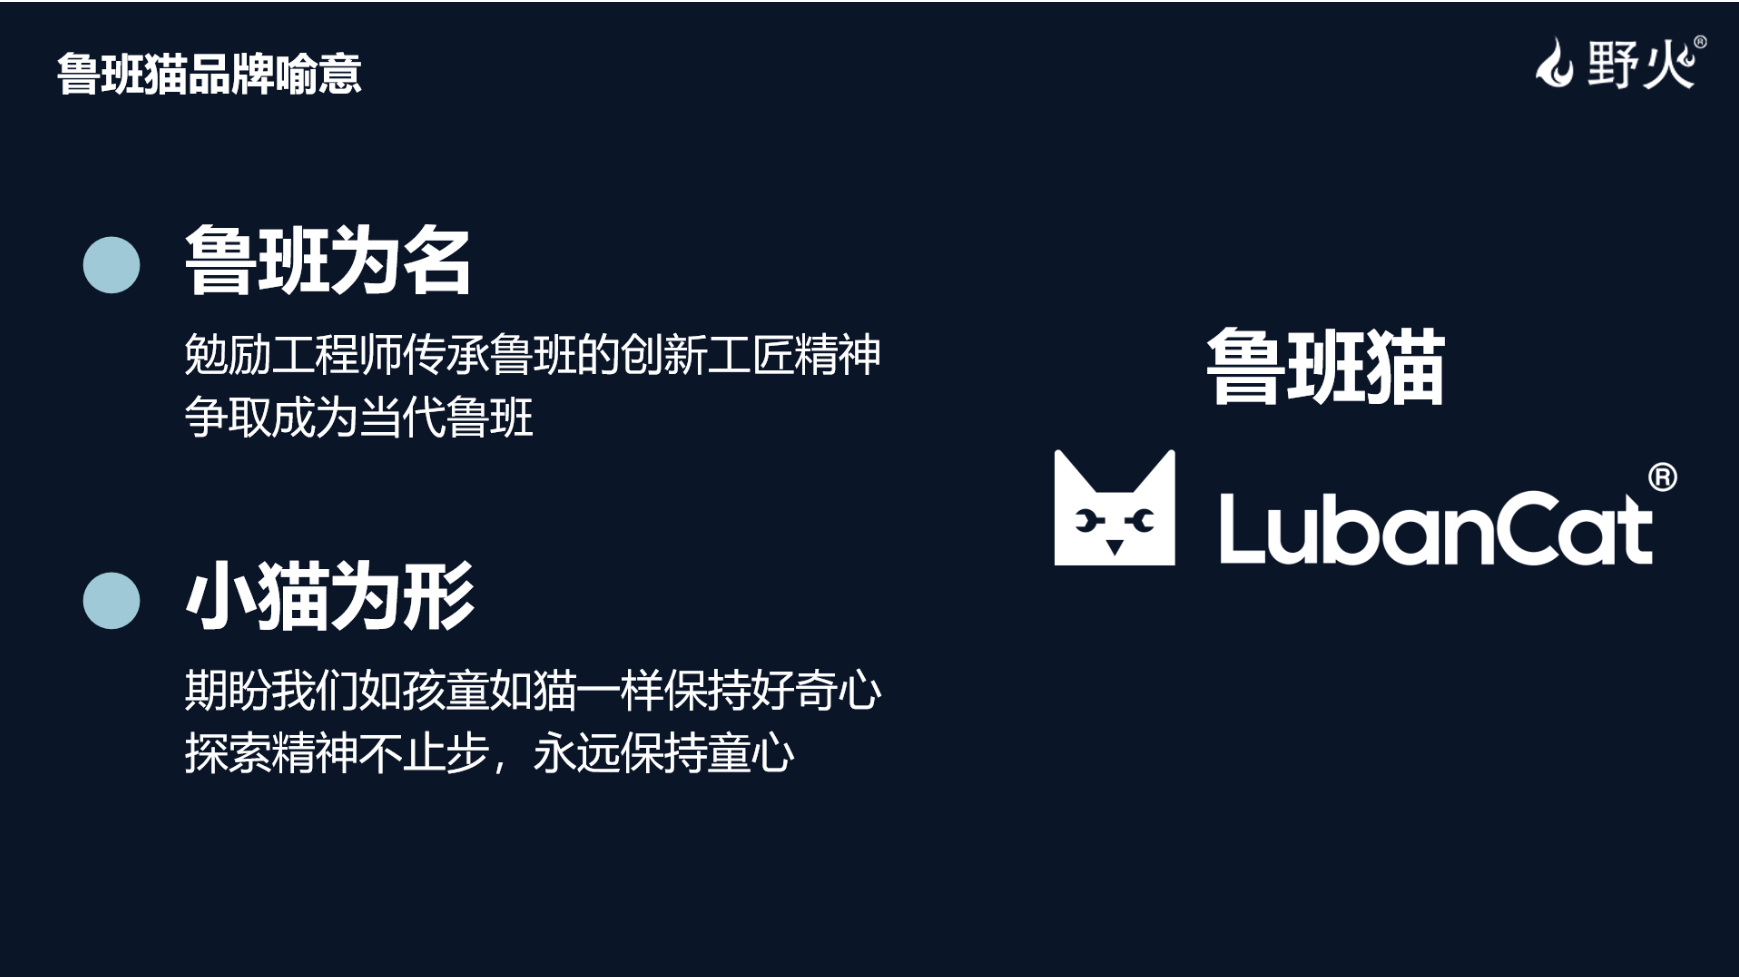 鲁班猫品牌喻意
野火®
鲁班为名
勉励工程师传承鲁班的创新工匠精神
争取成为当代鲁班
小猫为形
期盼我们如孩童如猫一样保持好奇心
探索精神不止步，永远保持童心
鲁班猫
LubanCat®